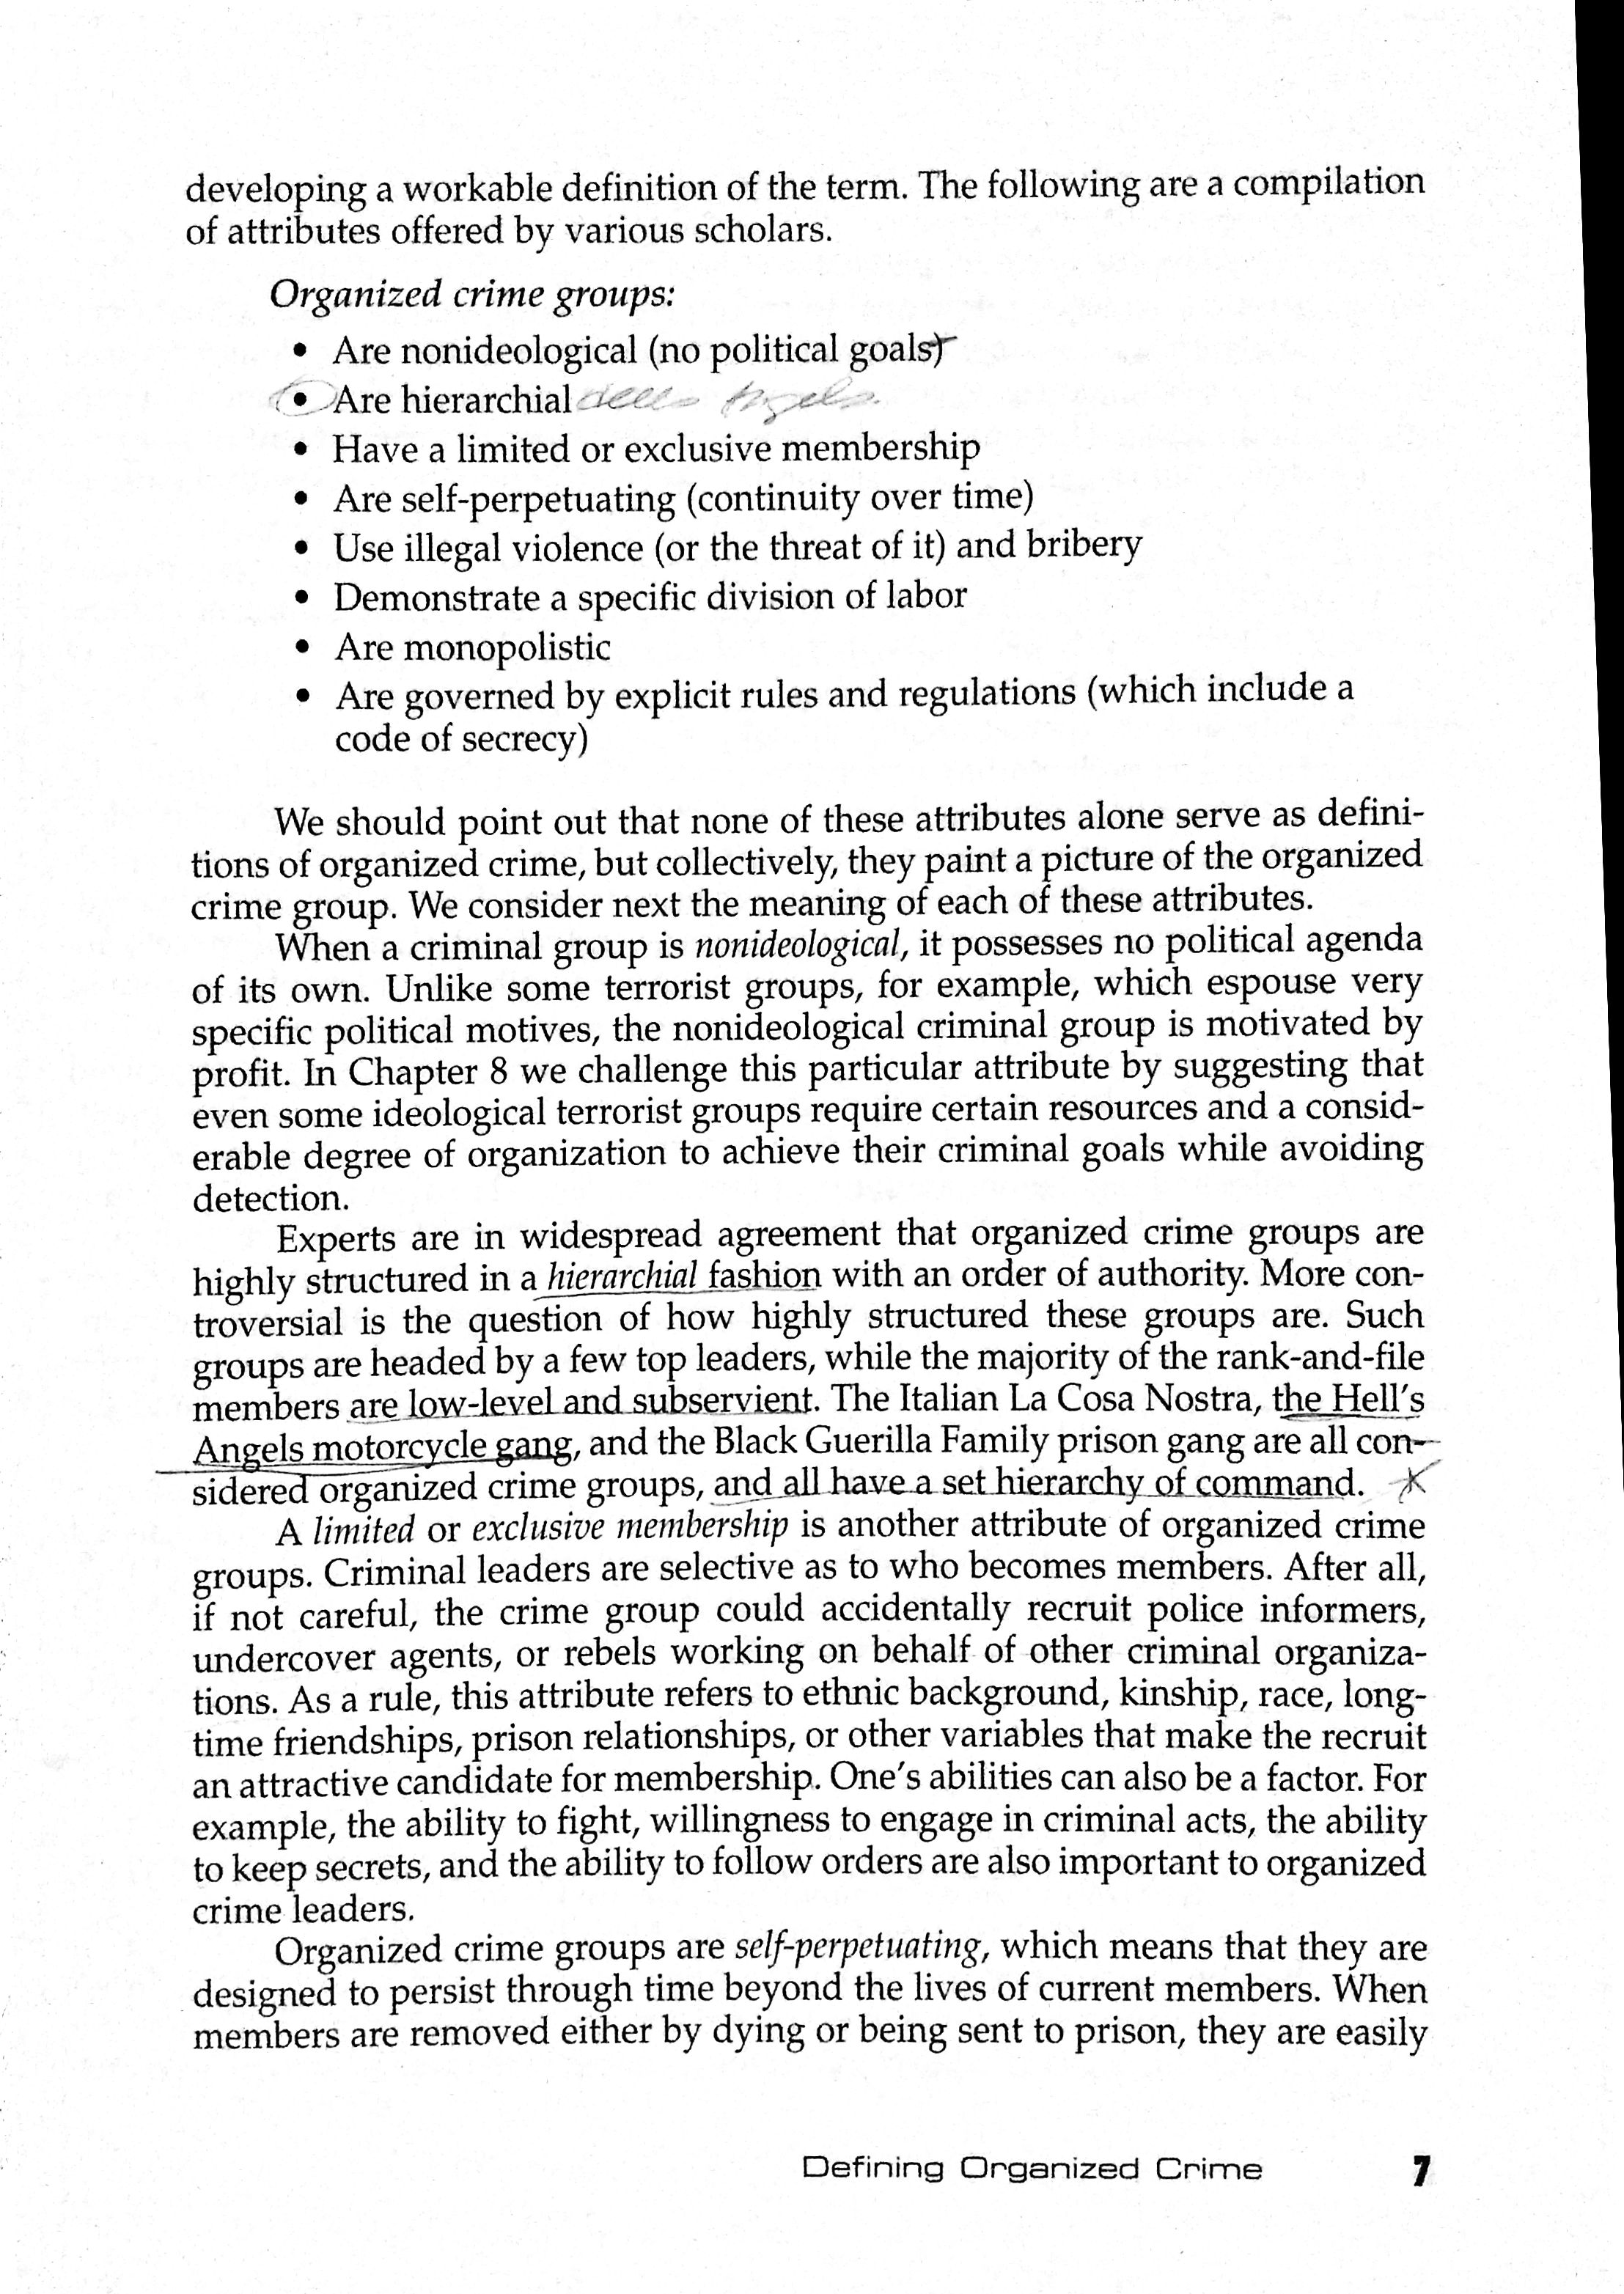 developing a workable definition of the term. The following are a compilation
of attributes offered by various scholars.
Organized crime groups:
• Are nonideological (no political goals)
• Are hierarchial Hells Angels.
• Have a limited or exclusive membership
• Are self-perpetuating (continuity over time)
• Use illegal violence (or the threat of it) and bribery
• Demonstrate a specific division of labor
• Are monopolistic
• Are governed by explicit rules and regulations (which include a
code of secrecy)
We should point out that none of these attributes alone serve as defini-
tions of organized crime, but collectively, they paint a picture of the organized
crime group. We consider next the meaning of each of these attributes.
When a criminal group is nonideological, it possesses no political agenda
of its own. Unlike some terrorist groups, for example, which espouse very
specific political motives, the nonideological criminal group is motivated by
profit. In Chapter 8 we challenge this particular attribute by suggesting that
even some ideological terrorist groups require certain resources and a consid-
erable degree of organization to achieve their criminal goals while avoiding
detection.
Experts are in widespread agreement that organized crime groups are
highly structured in a hierarchial fashion with an order of authority. More con-
troversial is the question of how highly structured these groups are. Such
groups are headed by a few top leaders, while the majority of the rank-and-file
members are low-level and subservient. The Italian La Cosa Nostra, the Hell's
Angels motorcycle gang, and the Black Guerilla Family prison gang are all con-
sidered organized crime groups, and all have a set hierarchy of command.
A limited or exclusive membership is another attribute of organized crime
groups. Criminal leaders are selective as to who becomes members. After all,
if not careful, the crime group could accidentally recruit police informers,
undercover agents, or rebels working on behalf of other criminal organiza-
tions. As a rule, this attribute refers to ethnic background, kinship, race, long-
time friendships, prison relationships, or other variables that make the recruit
an attractive candidate for membership. One's abilities can also be a factor. For
example, the ability to fight, willingness to engage in criminal acts, the ability
to keep secrets, and the ability to follow orders are also important to organized
crime leaders.
Organized crime groups are self-perpetuating, which means that they are
designed to persist through time beyond the lives of current members. When
members are removed either by dying or being sent to prison, they are easily
Defining Organized Crime 7